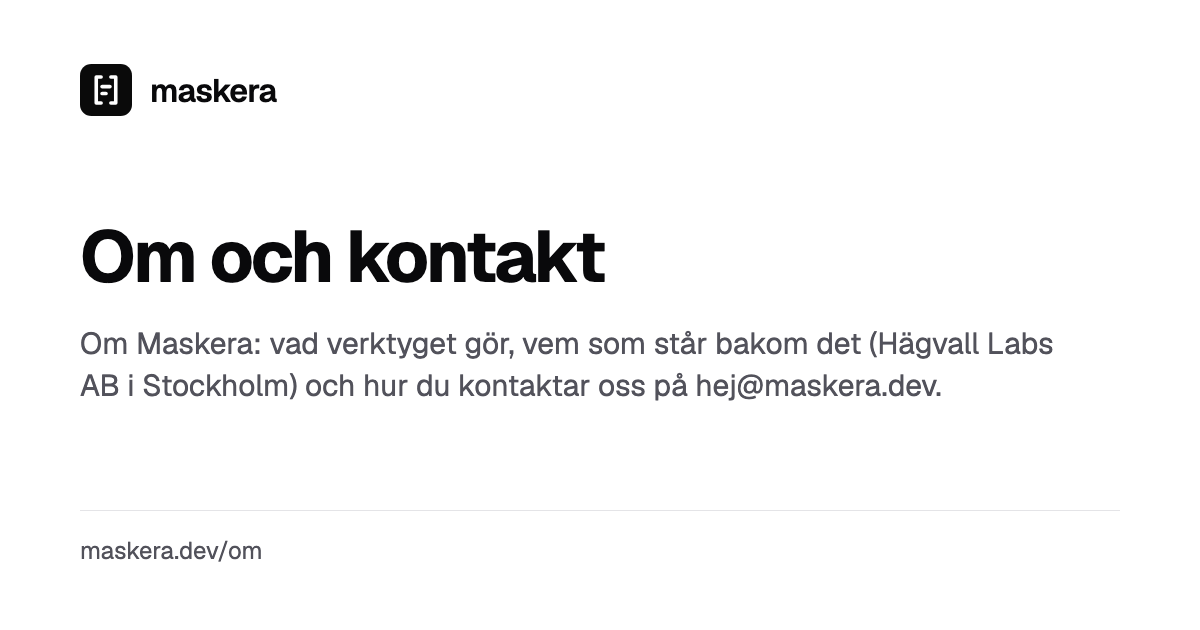 maskera
Om och kontakt
Om Maskera: vad verktyget gör, vem som står bakom det (Hägvall Labs
AB i Stockholm) och hur du kontaktar oss på hej@maskera.dev.
maskera.dev/om